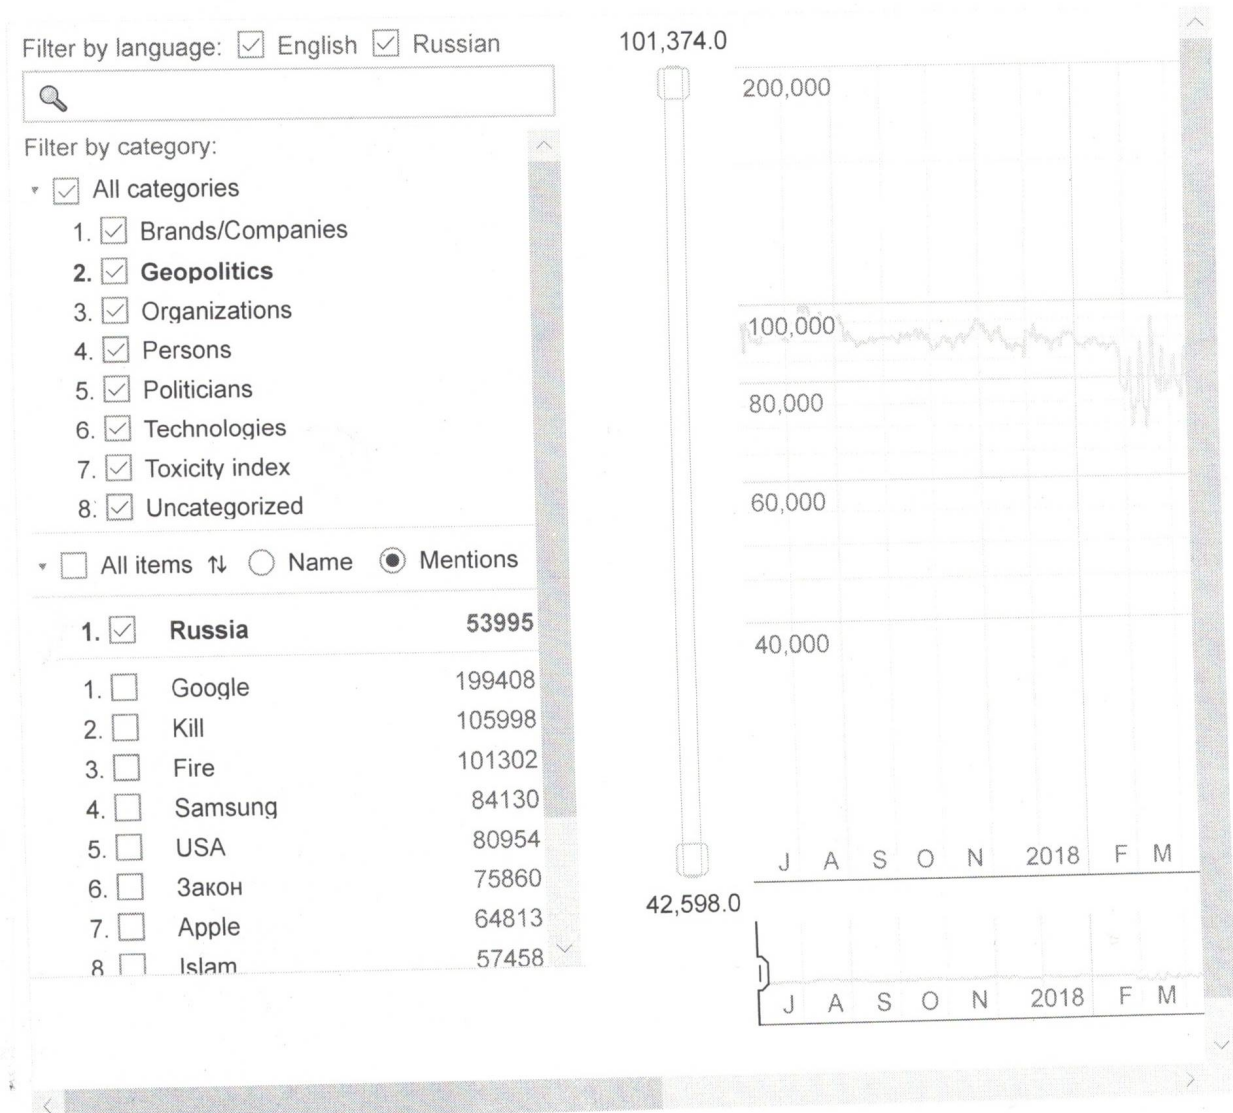 Filter by language: English Russian
Filter by category:
All categories
1. Brands/Companies
2. Geopolitics
3. Organizations
4. Persons
5. Politicians
6. Technologies
7. Toxicity index
8. Uncategorized
All items Name Mentions
1. Russia 53995
1. Google 199408
2. Kill 105998
3. Fire 101302
4. Samsung 84130
5. USA 80954
6. Закон 75860
7. Apple 64813
8 Islam 57458
101,374.0
42,598.0
200,000
100,000
80,000
60,000
40,000
J A S O N 2018 F M
J A S O N 2018 F M